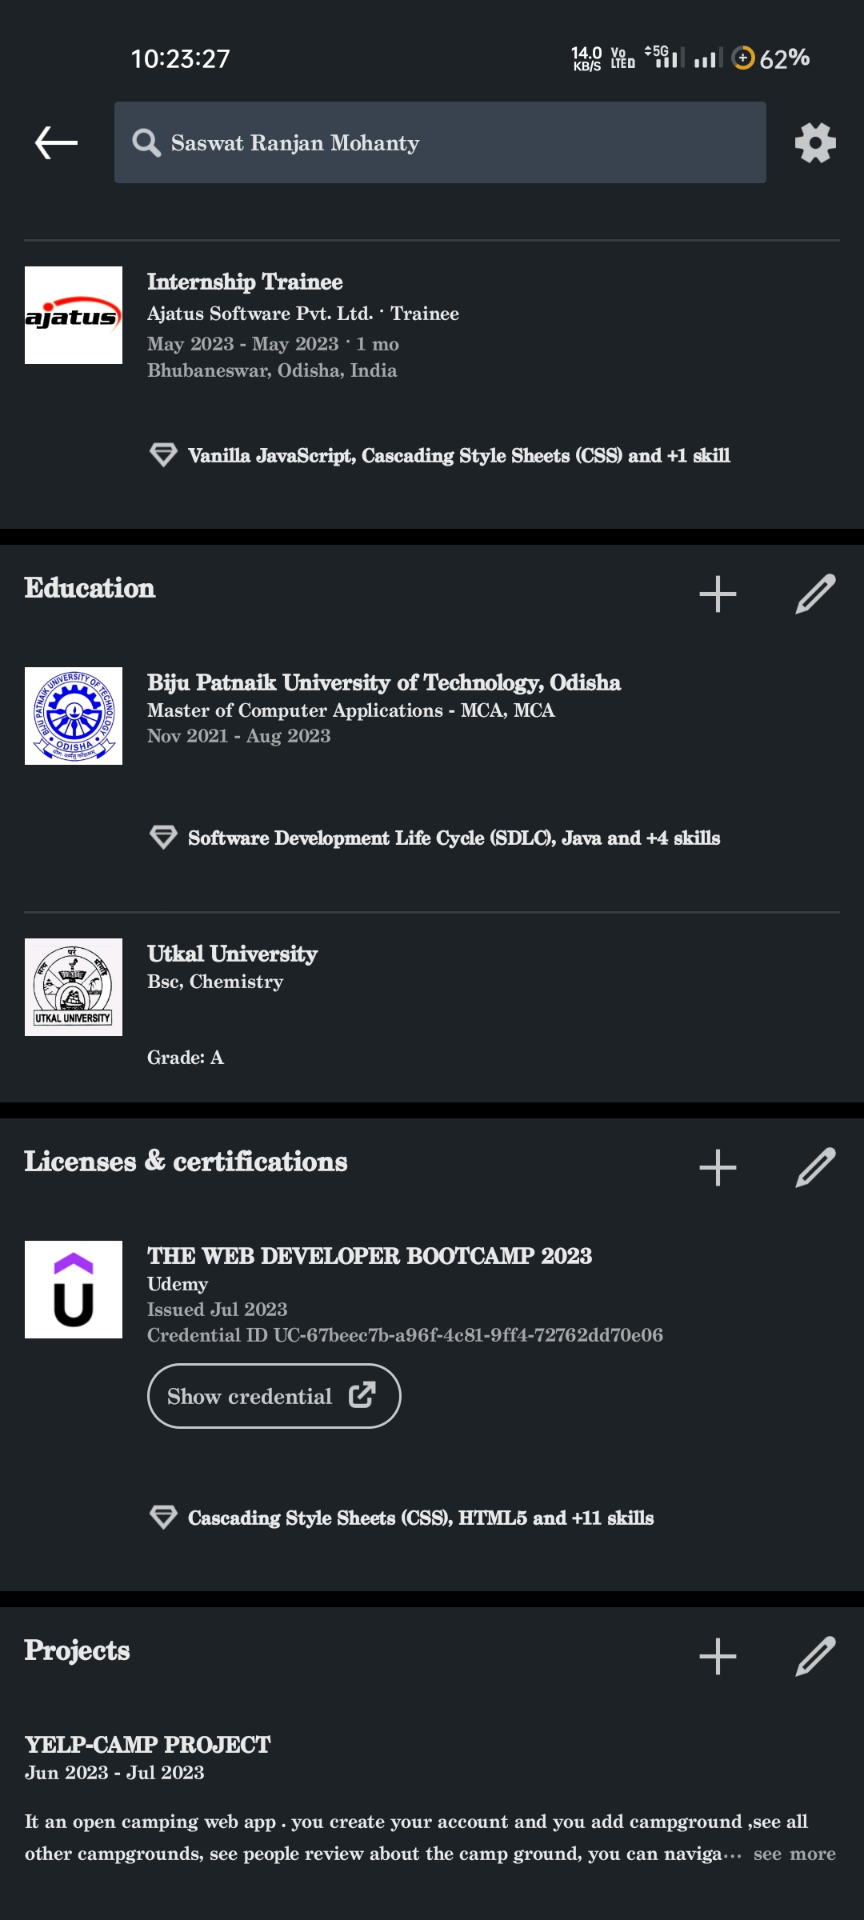 10:23:27
14.0 KB/S Vo LTED 5G 62%
Saswat Ranjan Mohanty
ajatus
Internship Trainee
Ajatus Software Pvt. Ltd. · Trainee
May 2023 - May 2023 · 1 mo
Bhubaneswar, Odisha, India
Vanilla JavaScript, Cascading Style Sheets (CSS) and +1 skill
Education
BIJU PATNAIK UNIVERSITY OF TECHNOLOGY
ODISHA
Biju Patnaik University of Technology, Odisha
Master of Computer Applications - MCA, MCA
Nov 2021 - Aug 2023
Software Development Life Cycle (SDLC), Java and +4 skills
UTKAL UNIVERSITY
Utkal University
Bsc, Chemistry
Grade: A
Licenses & certifications
THE WEB DEVELOPER BOOTCAMP 2023
Udemy
Issued Jul 2023
Credential ID UC-67beec7b-a96f-4c81-9ff4-72762dd70e06
Show credential
Cascading Style Sheets (CSS), HTML5 and +11 skills
Projects
YELP-CAMP PROJECT
Jun 2023 - Jul 2023
It an open camping web app . you create your account and you add campground ,see all
other campgrounds, see people review about the camp ground, you can naviga... see more